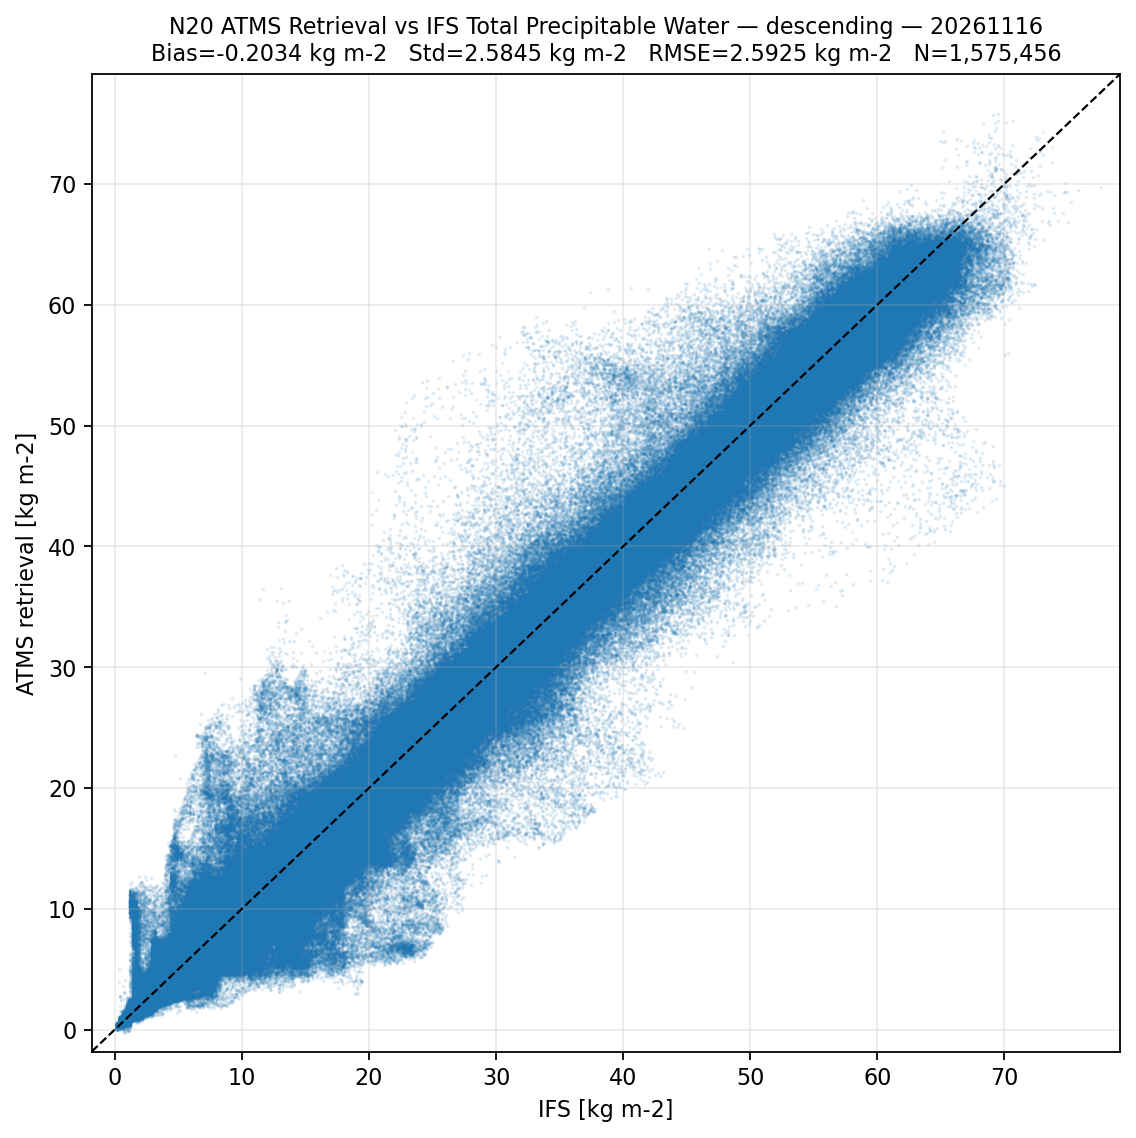 N20 ATMS Retrieval vs IFS Total Precipitable Water — descending — 20261116
Bias=-0.2034 kg m-2   Std=2.5845 kg m-2   RMSE=2.5925 kg m-2   N=1,575,456
ATMS retrieval [kg m-2]
70
60
50
40
30
20
10
0
0 10 20 30 40 50 60 70
IFS [kg m-2]